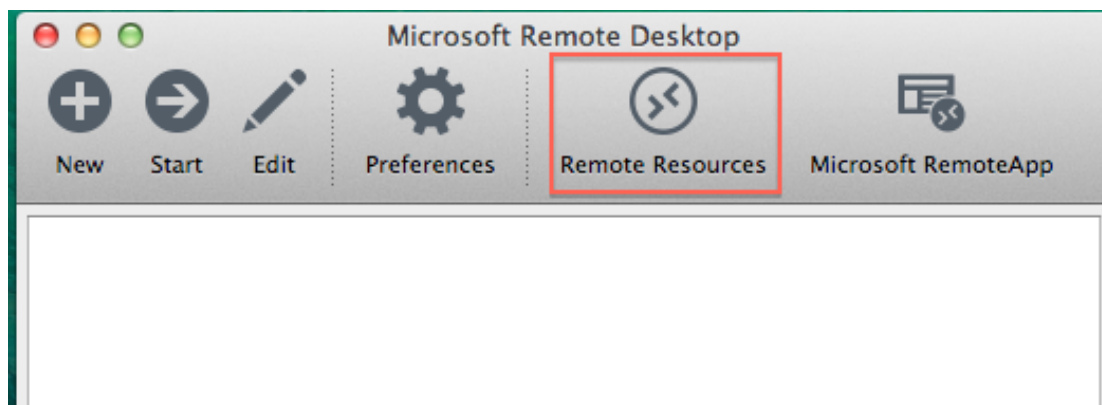 Microsoft Remote Desktop
New Start Edit Preferences Remote Resources Microsoft RemoteApp